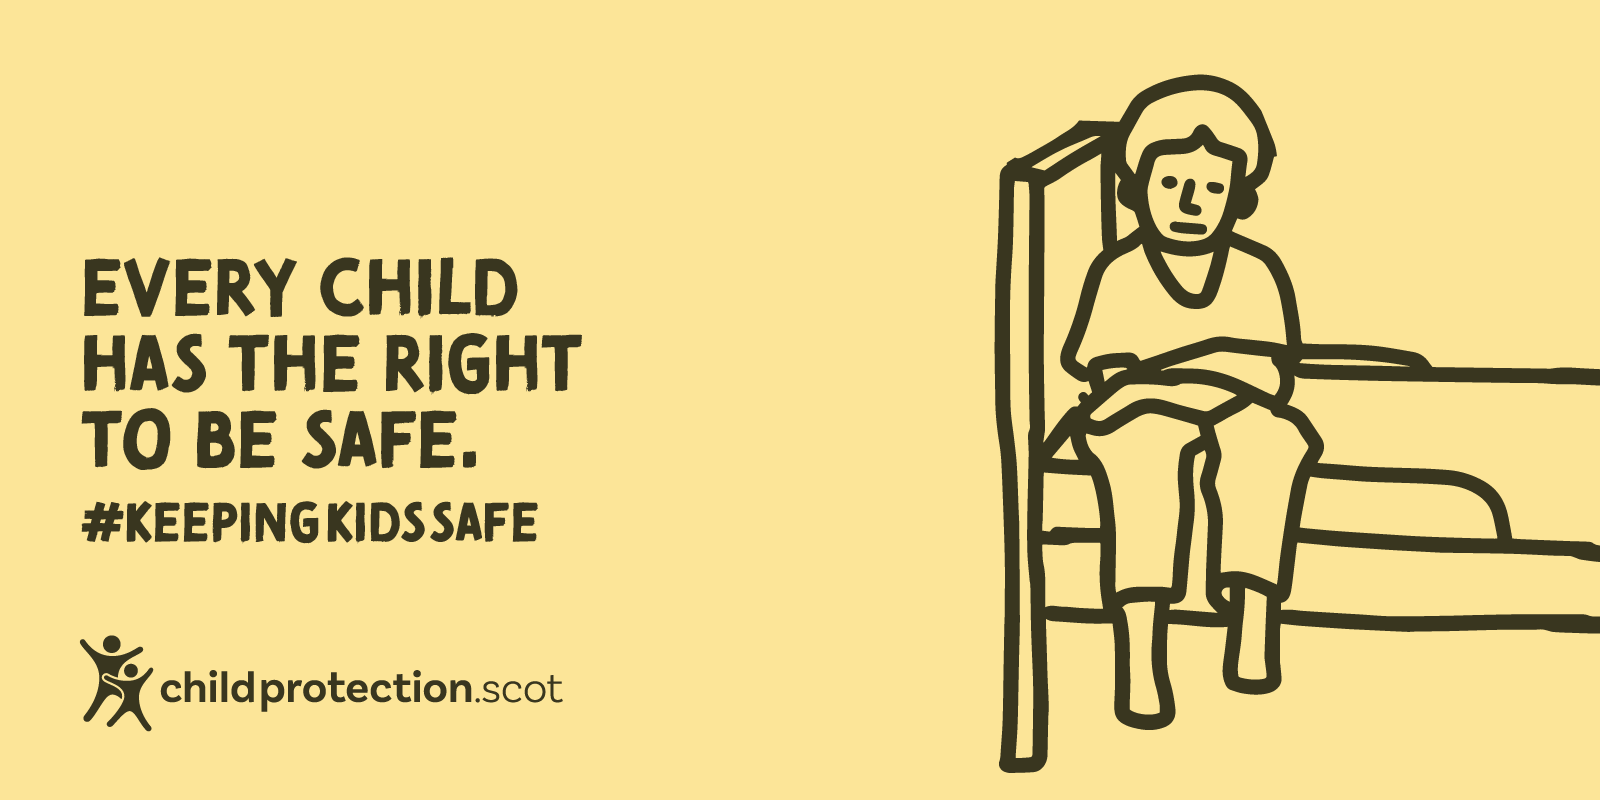 EVERY CHILD
HAS THE RIGHT
TO BE SAFE.
#KEEPINGKIDSSAFE
childprotection.scot